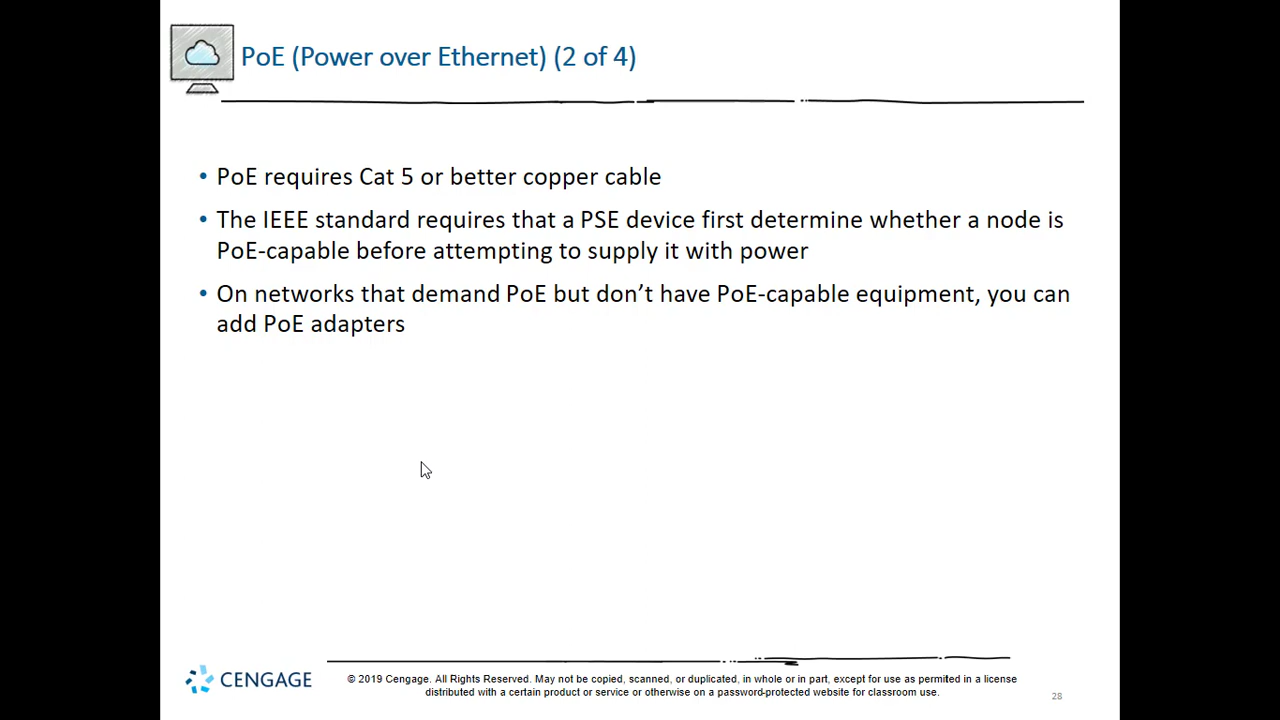 PoE (Power over Ethernet) (2 of 4)
• PoE requires Cat 5 or better copper cable
• The IEEE standard requires that a PSE device first determine whether a node is
PoE-capable before attempting to supply it with power
• On networks that demand PoE but don’t have PoE-capable equipment, you can
add PoE adapters
CENGAGE
© 2019 Cengage. All Rights Reserved. May not be copied, scanned, or duplicated, in whole or in part, except for use as permitted in a license
distributed with a certain product or service or otherwise on a password-protected website for classroom use.
28